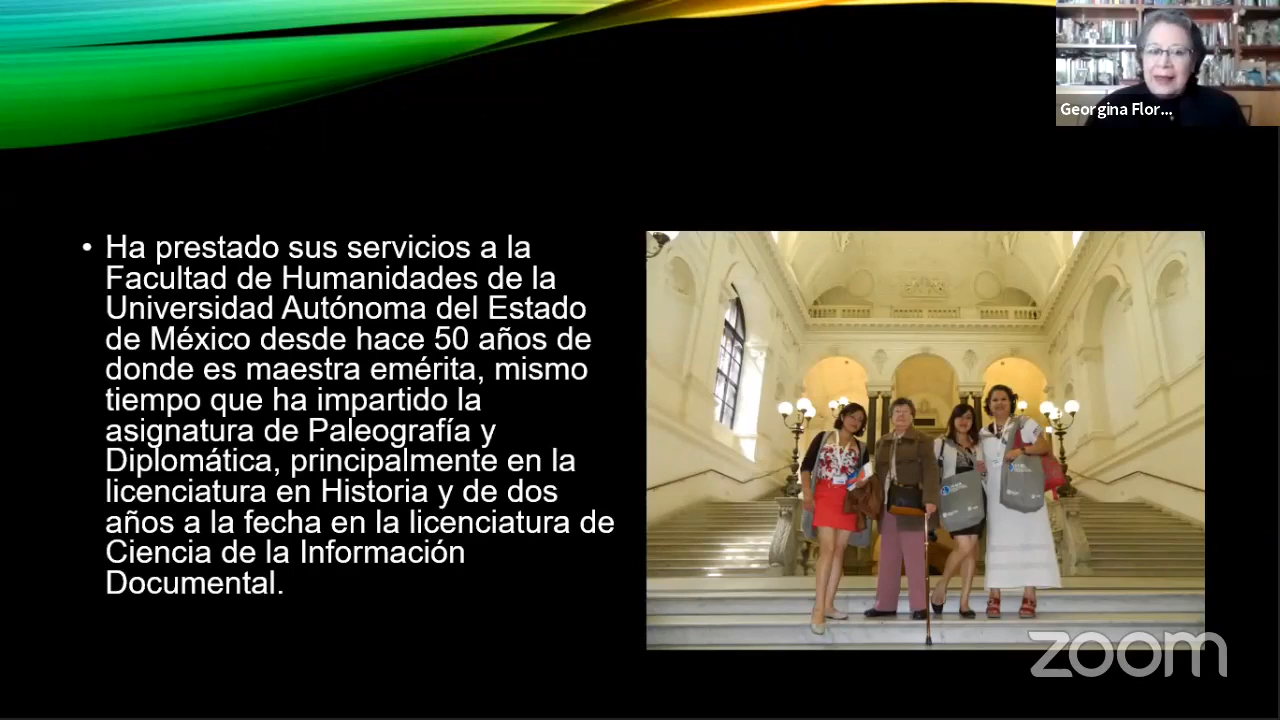 Georgina Flor...
• Ha prestado sus servicios a la
Facultad de Humanidades de la
Universidad Autónoma del Estado
de México desde hace 50 años de
donde es maestra emérita, mismo
tiempo que ha impartido la
asignatura de Paleografía y
Diplomática, principalmente en la
licenciatura en Historia y de dos
años a la fecha en la licenciatura de
Ciencia de la Información
Documental.
zoom